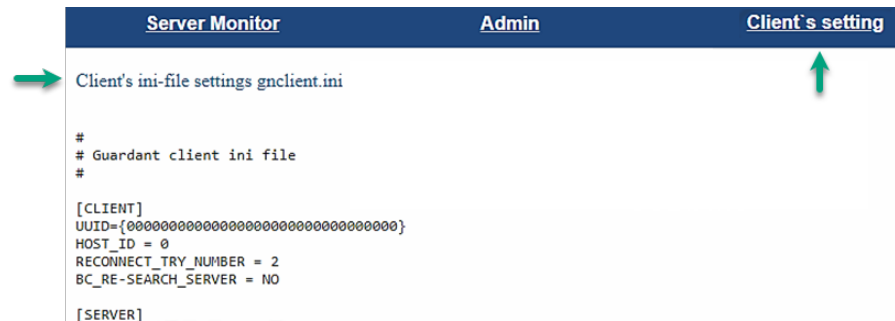 Server Monitor Admin Client`s setting
Client's ini-file settings gnclient.ini
#
# Guardant client ini file
#
[CLIENT]
UUID={00000000000000000000000000000000}
HOST_ID = 0
RECONNECT_TRY_NUMBER = 2
BC_RE-SEARCH_SERVER = NO
[SERVER]